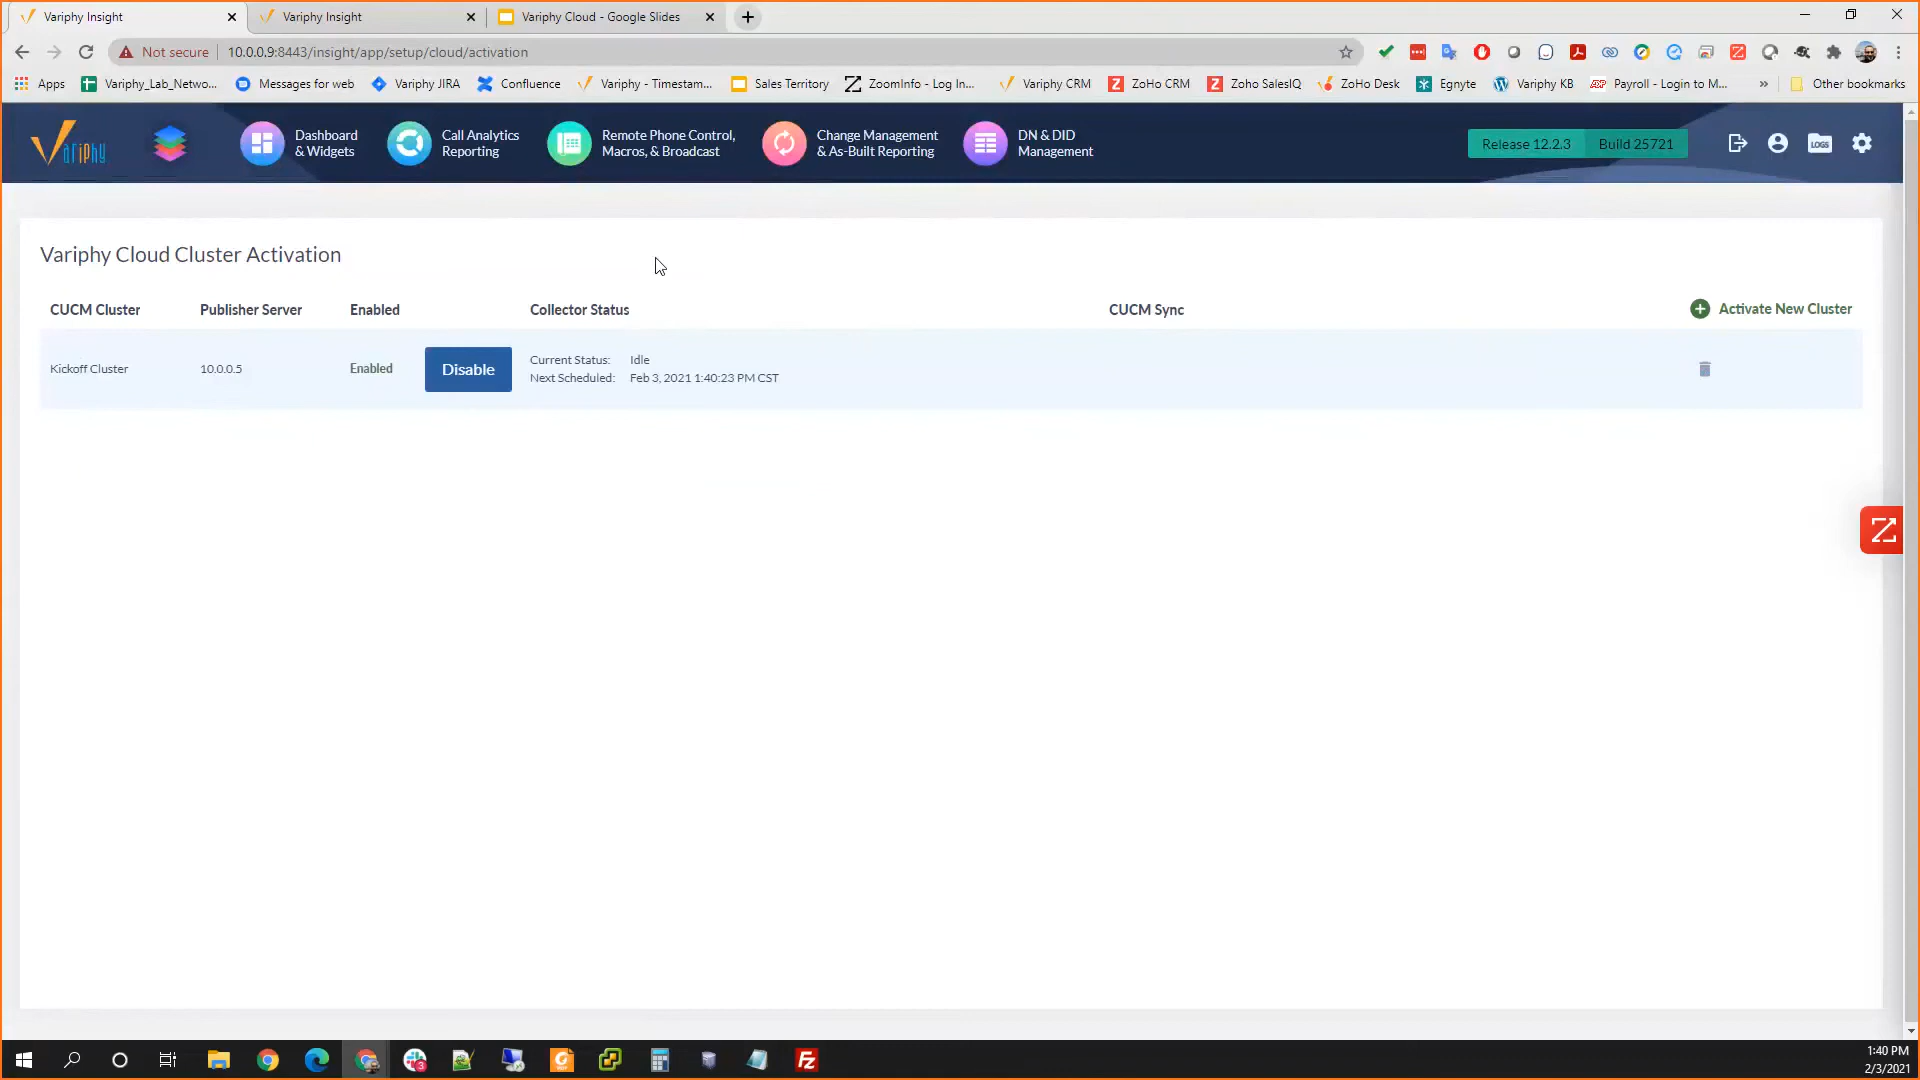 Variphy Insight
Variphy Insight
Variphy Cloud - Google Slides
Not secure
10.0.0.9:8443/insight/app/setup/cloud/activation
Apps
Variphy_Lab_Netwo...
Messages for web
Variphy JIRA
Confluence
Variphy - Timestam...
Sales Territory
ZoomInfo - Log In...
Variphy CRM
ZoHo CRM
Zoho SalesIQ
ZoHo Desk
Egnyte
Variphy KB
Payroll - Login to M...
»
Other bookmarks
Variphy
Dashboard
& Widgets
Call Analytics
Reporting
Remote Phone Control,
Macros, & Broadcast
Change Management
& As-Built Reporting
DN & DID
Management
Release 12.2.3
Build 25721
LOGS
Variphy Cloud Cluster Activation
CUCM Cluster
Publisher Server
Enabled
Collector Status
CUCM Sync
Activate New Cluster
Kickoff Cluster
10.0.0.5
Enabled
Disable
Current Status: Idle
Next Scheduled: Feb 3, 2021 1:40:23 PM CST
1:40 PM
2/3/2021